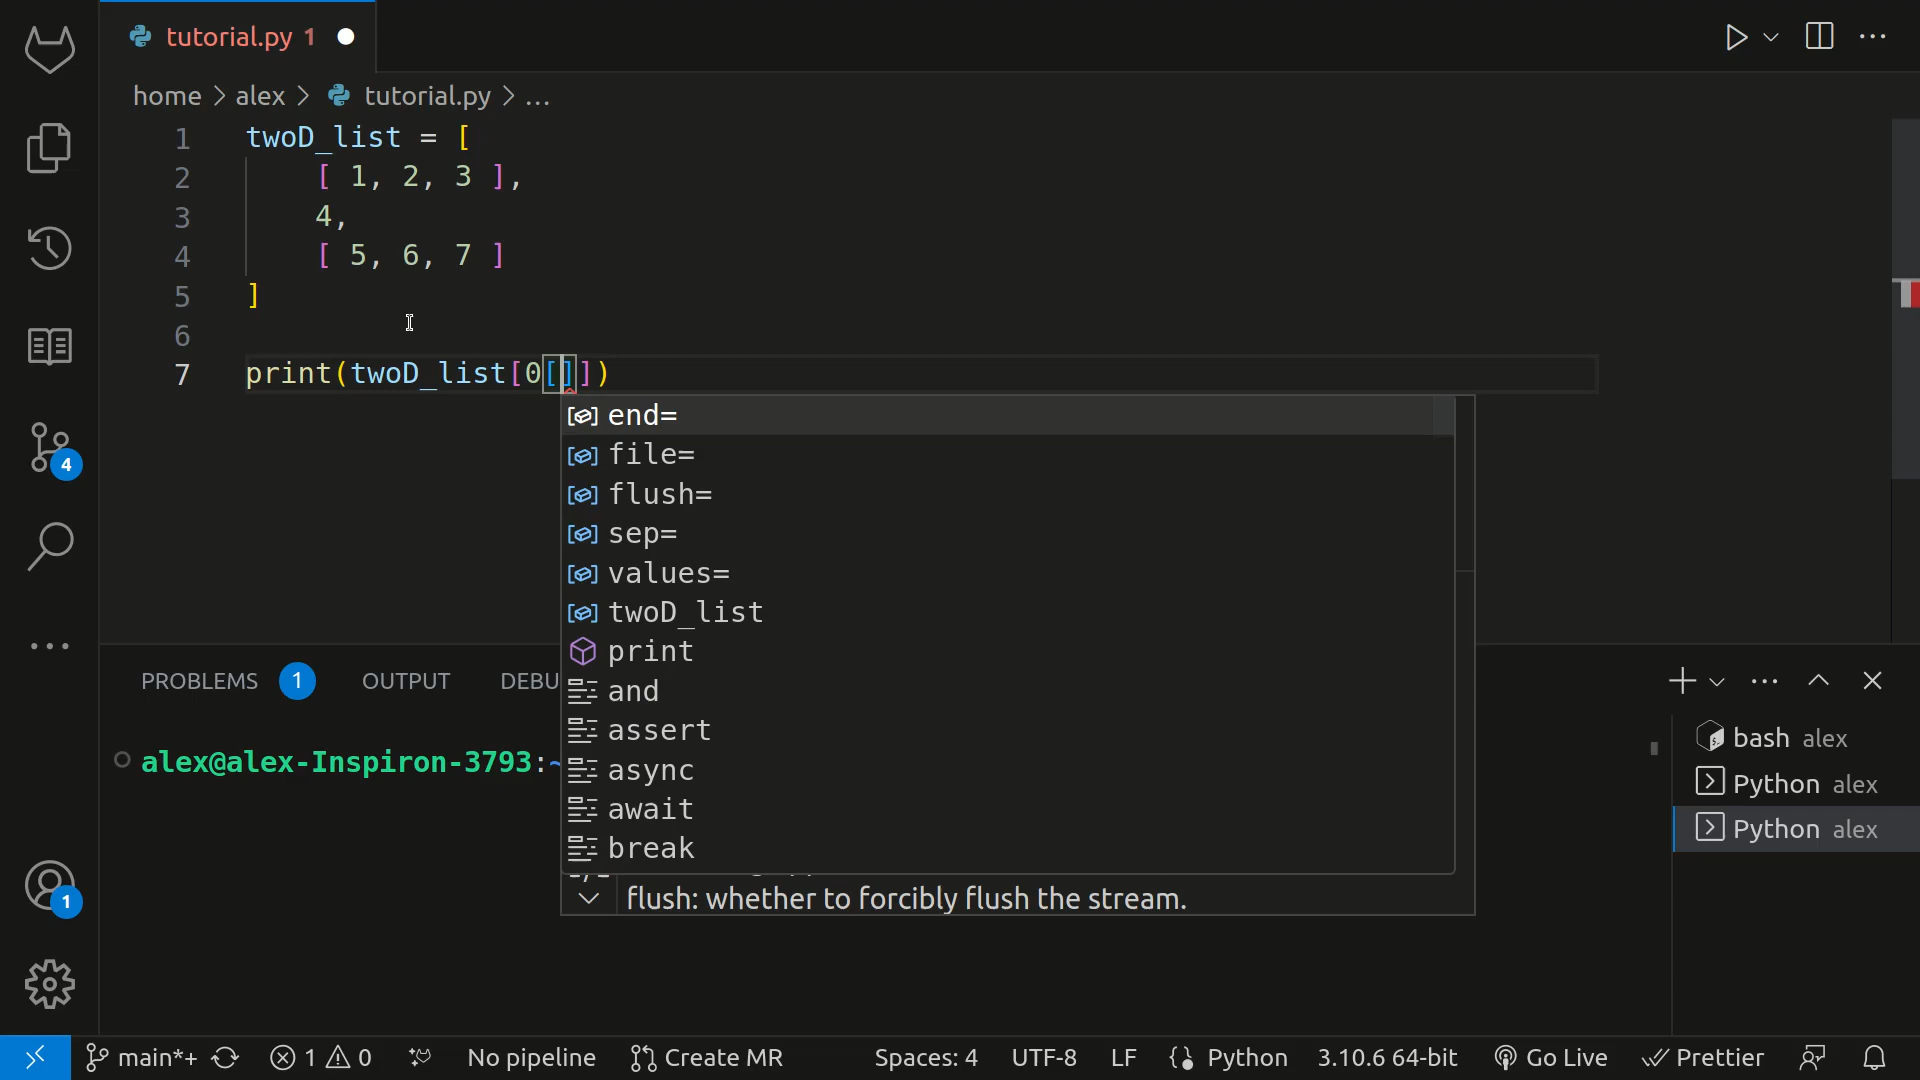 tutorial.py 1
home > alex > tutorial.py > ...
1 twoD_list = [
2 [ 1, 2, 3 ],
3 4,
4 [ 5, 6, 7 ]
5 ]
6
7 print(twoD_list[0[]])
end=
file=
flush=
sep=
values=
twoD_list
print
and
assert
async
await
break
flush: whether to forcibly flush the stream.
PROBLEMS 1 OUTPUT DEBU
alex@alex-Inspiron-3793:~
bash alex
Python alex
Python alex
4
1
main*+ 1 0 No pipeline Create MR Spaces: 4 UTF-8 LF Python 3.10.6 64-bit Go Live Prettier